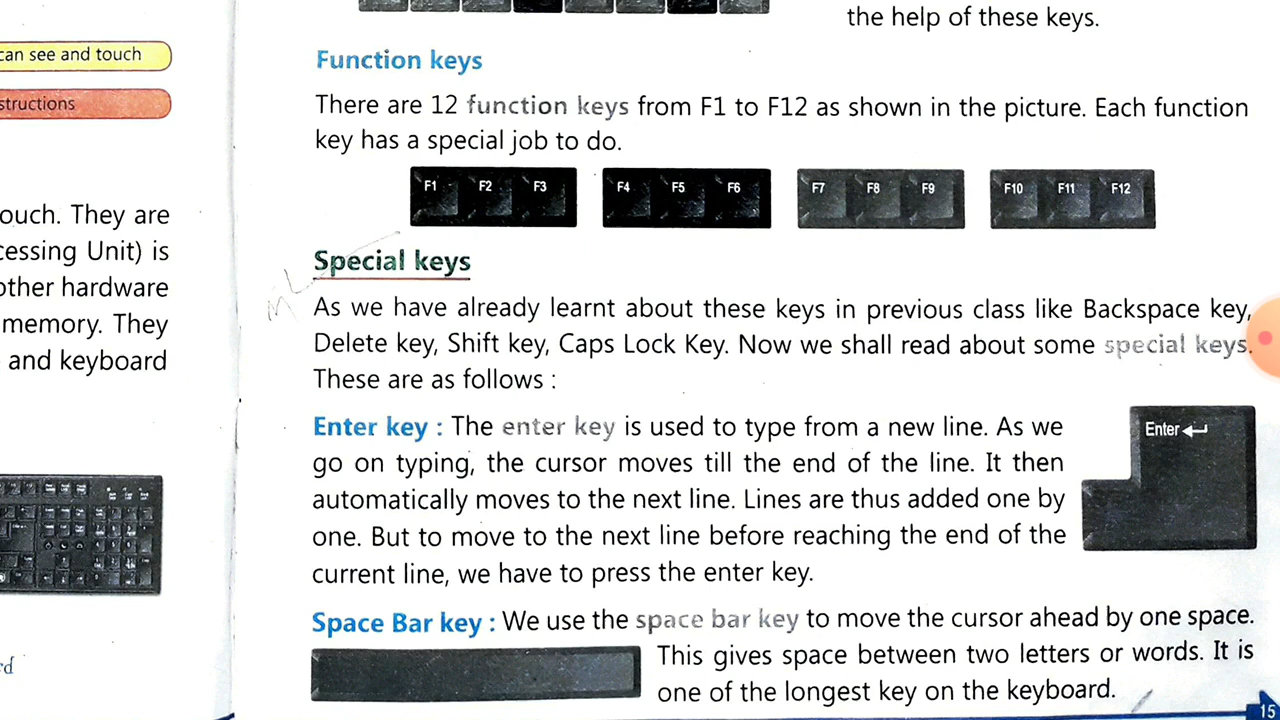 can see and touch
structions
ouch. They are
cessing Unit) is
other hardware
memory. They
and keyboard
the help of these keys.
Function keys
There are 12 function keys from F1 to F12 as shown in the picture. Each function
key has a special job to do.
F1 F2 F3 F4 F5 F6 F7 F8 F9 F10 F11 F12
Special keys
As we have already learnt about these keys in previous class like Backspace key,
Delete key, Shift key, Caps Lock Key. Now we shall read about some special keys.
These are as follows :
Enter key : The enter key is used to type from a new line. As we
go on typing, the cursor moves till the end of the line. It then
automatically moves to the next line. Lines are thus added one by
one. But to move to the next line before reaching the end of the
current line, we have to press the enter key.
Enter
Space Bar key : We use the space bar key to move the cursor ahead by one space.
This gives space between two letters or words. It is
one of the longest key on the keyboard.
15